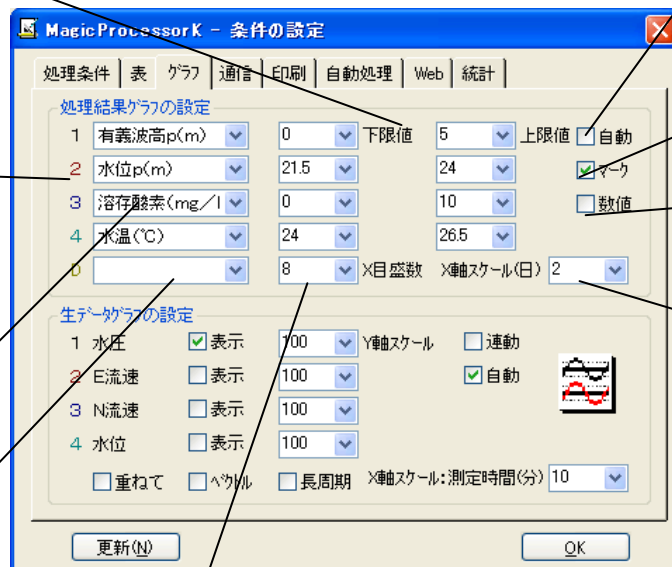 MagicProcessorK - 条件の設定
処理条件 表 グラフ 通信 印刷 自動処理 Web 統計
処理結果グラフの設定
1 有義波高p(m) 0 下限値 5 上限値 自動
2 水位p(m) 21.5 24 マーク
3 溶存酸素(mg/l 0 10 数値
4 水温(℃) 24 26.5
D 8 X目盛数 X軸スケール(日) 2
生データグラフの設定
1 水圧 表示 100 Y軸スケール 連動
2 E流速 表示 100 自動
3 N流速 表示 100
4 水位 表示 100
重ねて ベクトル 長周期 X軸スケール:測定時間(分) 10
更新(N) OK